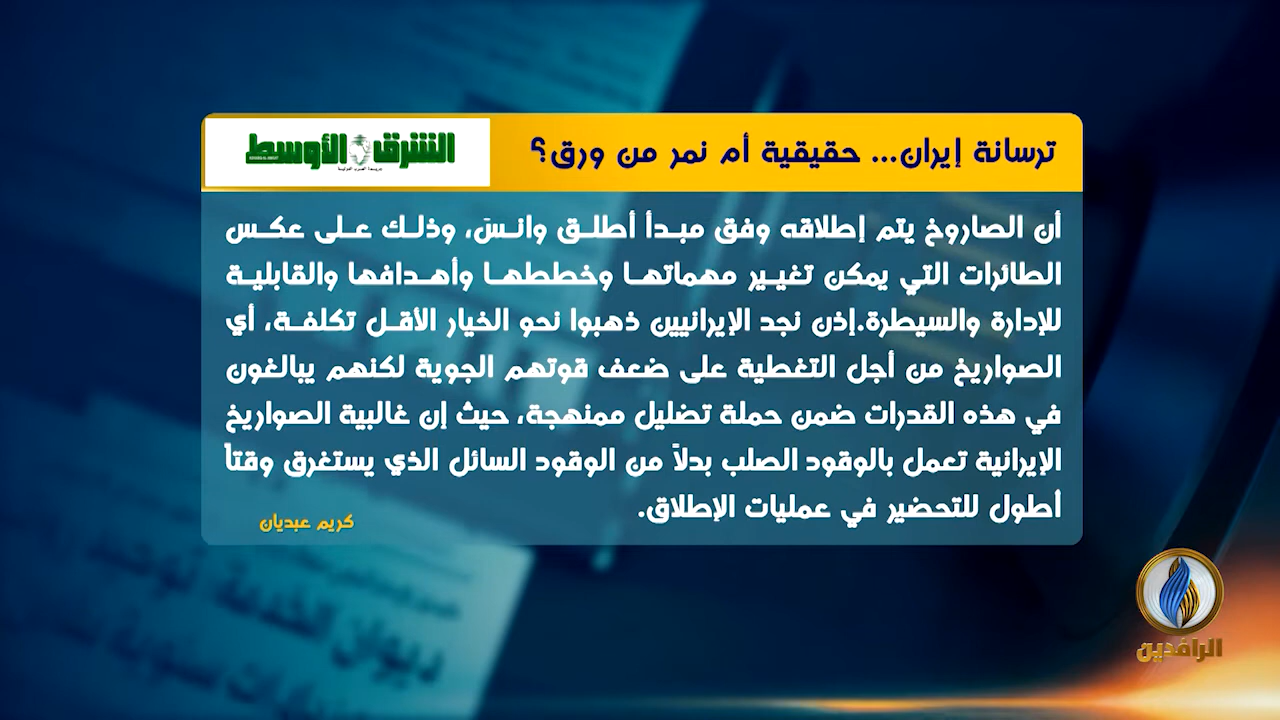 ترسانة إيران... حقيقية أم نمر من ورق؟
الشرق الأوسط
أن الصاروخ يتم إطلاقه وفق مبدأ أطلق وانسَ، وذلك على عكس
الطائرات التي يمكن تغيير مهماتها وخططها وأهدافها والقابلية
للإدارة والسيطرة.إذن نجد الإيرانيين ذهبوا نحو الخيار الأقل تكلفة، أي
الصواريخ من أجل التغطية على ضعف قوتهم الجوية لكنهم يبالغون
في هذه القدرات ضمن حملة تضليل ممنهجة، حيث إن غالبية الصواريخ
الإيرانية تعمل بالوقود الصلب بدلاً من الوقود السائل الذي يستغرق وقتاً
أطول للتحضير في عمليات الإطلاق.
كريم عبديان
الرافدين
ديوان الخدمة: توحيد